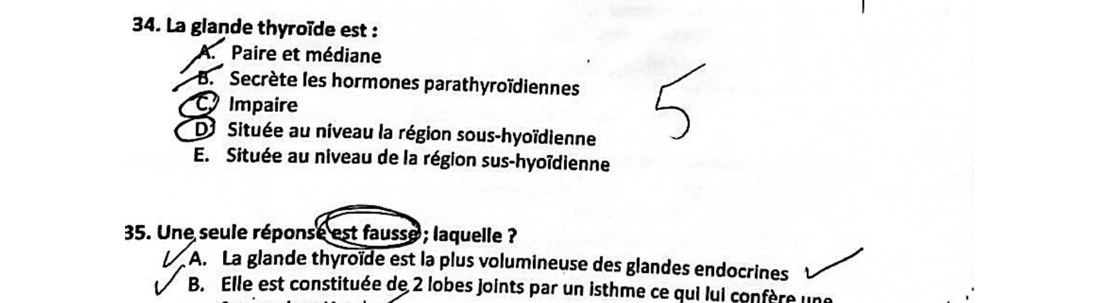 34. La glande thyroïde est :
A. Paire et médiane
B. Secrète les hormones parathyroïdiennes
C. Impaire
D. Située au niveau la région sous-hyoïdienne
E. Située au niveau de la région sus-hyoïdienne
5
35. Une seule réponse est fausse ; laquelle ?
A. La glande thyroïde est la plus volumineuse des glandes endocrines
B. Elle est constituée de 2 lobes joints par un isthme ce qui lui confère une